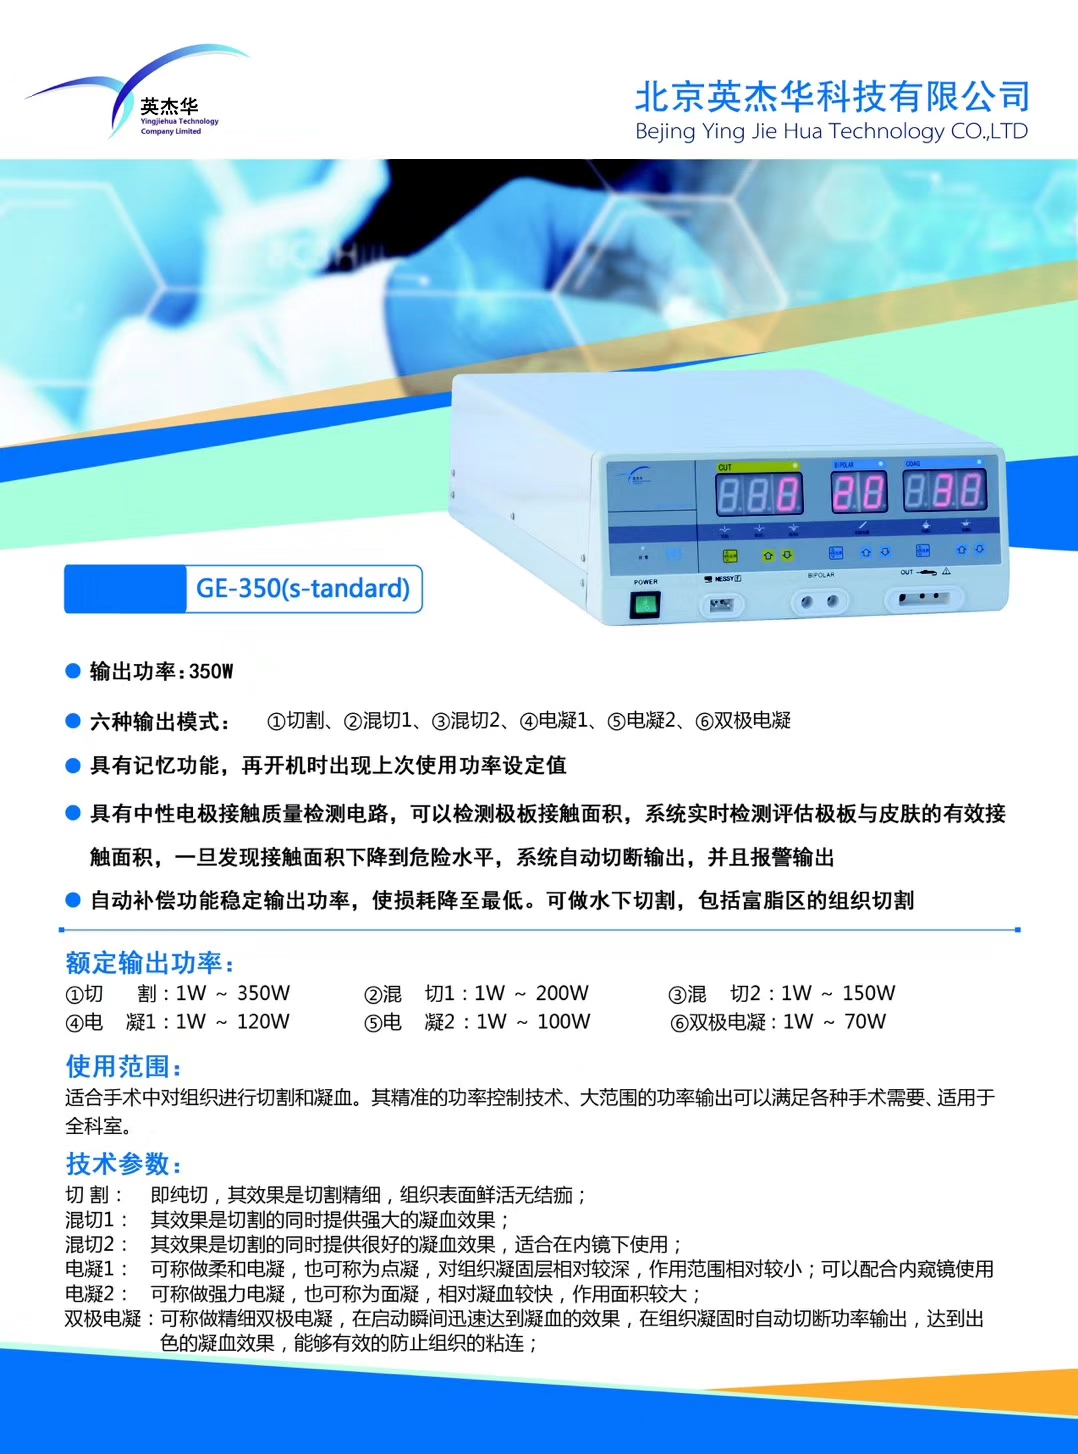 英杰华
Yingjiehua Technology
Company Limited
北京英杰华科技有限公司
Bejing Ying Jie Hua Technology CO.,LTD
CUT
BIPOLAR
COAG
0
20
30
POWER
NESSY
BIPOLAR
OUT
GE-350(s-tandard)
输出功率:350W
六种输出模式： ①切割、②混切1、③混切2、④电凝1、⑤电凝2、⑥双极电凝
具有记忆功能，再开机时出现上次使用功率设定值
具有中性电极接触质量检测电路，可以检测极板接触面积，系统实时检测评估极板与皮肤的有效接
触面积，一旦发现接触面积下降到危险水平，系统自动切断输出，并且报警输出
自动补偿功能稳定输出功率，使损耗降至最低。可做水下切割，包括富脂区的组织切割
额定输出功率：
①切 割：1W ~ 350W ②混 切1：1W ~ 200W ③混 切2：1W ~ 150W
④电 凝1：1W ~ 120W ⑤电 凝2：1W ~ 100W ⑥双极电凝：1W ~ 70W
使用范围：
适合手术中对组织进行切割和凝血。其精准的功率控制技术、大范围的功率输出可以满足各种手术需要、适用于
全科室。
技术参数：
切 割： 即纯切，其效果是切割精细，组织表面鲜活无结痂；
混切1： 其效果是切割的同时提供强大的凝血效果；
混切2： 其效果是切割的同时提供很好的凝血效果，适合在内镜下使用；
电凝1： 可称做柔和电凝，也可称为点凝，对组织凝固层相对较深，作用范围相对较小；可以配合内窥镜使用
电凝2： 可称做强力电凝，也可称为面凝，相对凝血较快，作用面积较大；
双极电凝：可称做精细双极电凝，在启动瞬间迅速达到凝血的效果，在组织凝固时自动切断功率输出，达到出
色的凝血效果，能够有效的防止组织的粘连；